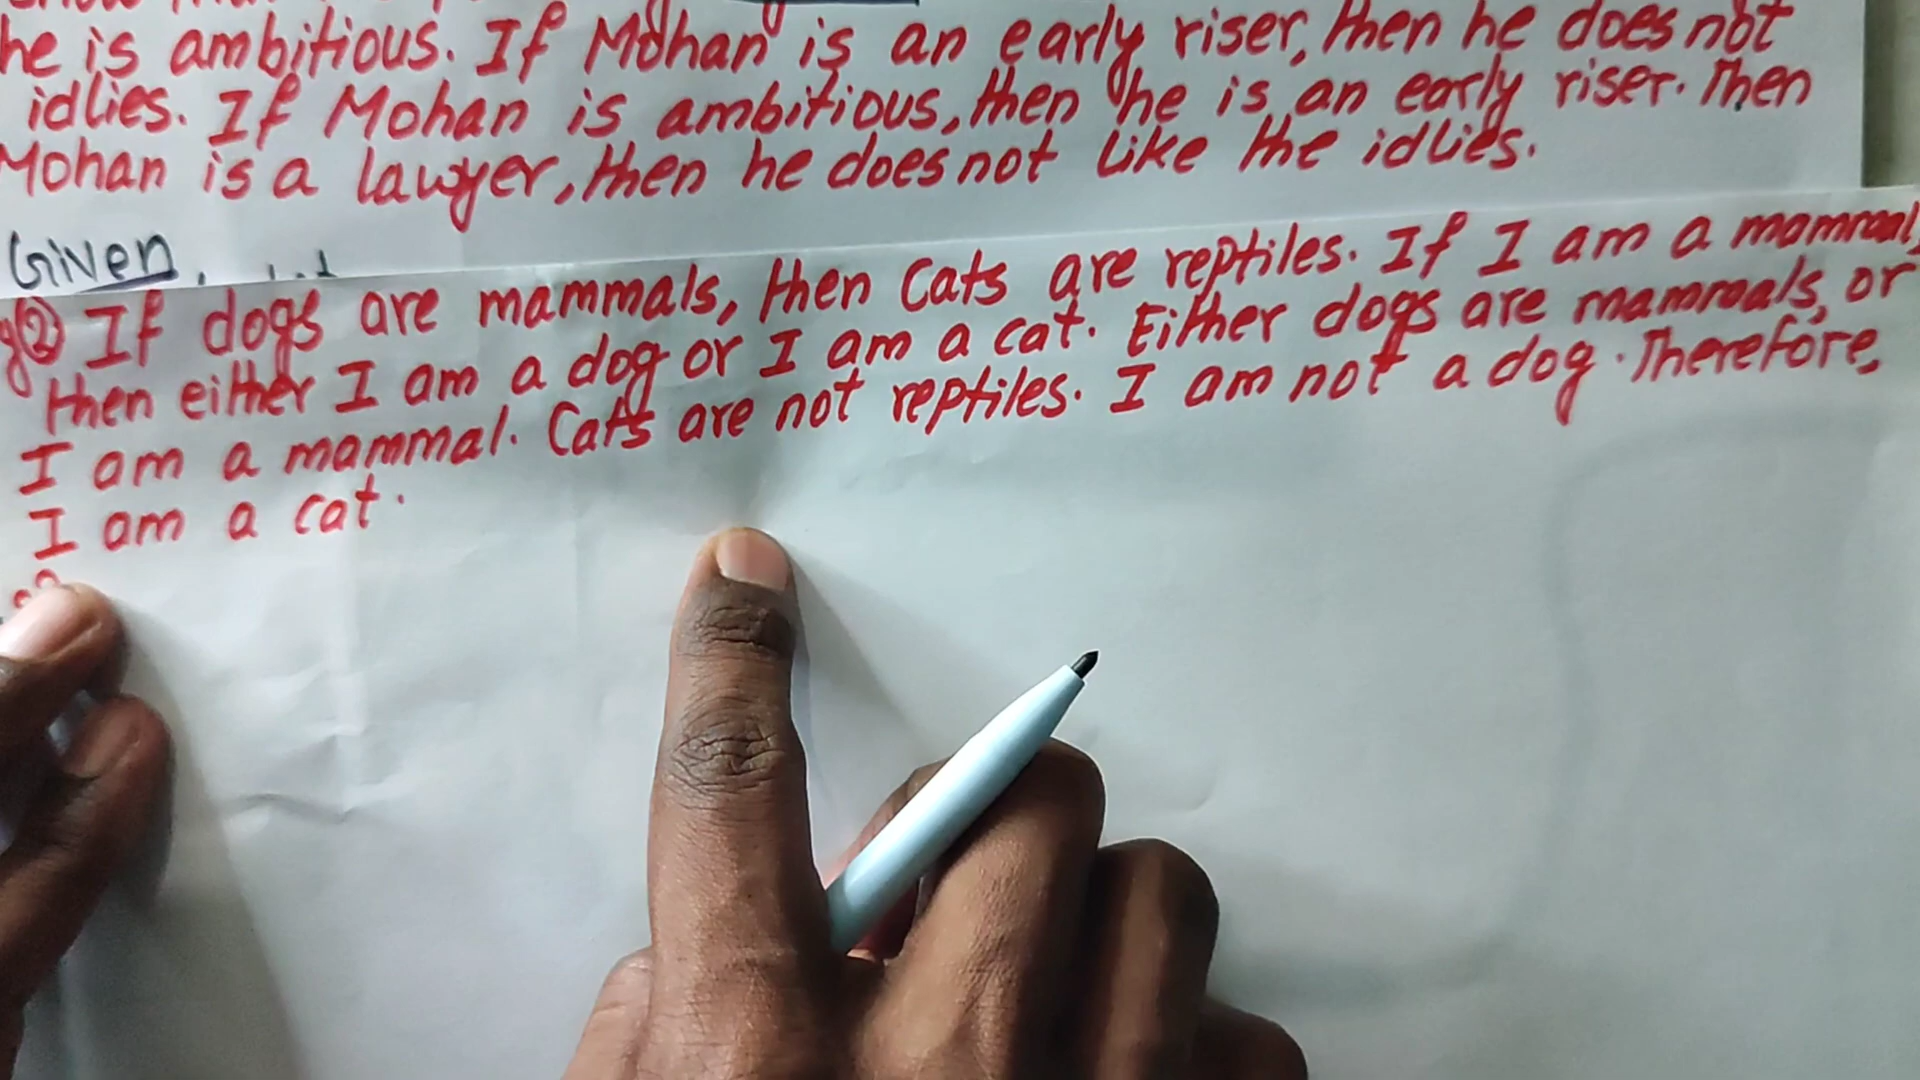 he is ambitious. If Mohan is an early riser, then he does not
idlies. If Mohan is ambitious, then he is an early riser. Then
Mohan is a lawyer, then he does not like the idlies.
Given
② If dogs are mammals, then Cats are reptiles. If I am a mammal,
then either I am a dog or I am a cat. Either dogs are mammals, or
I am a mammal. Cats are not reptiles. I am not a dog. Therefore,
I am a cat.